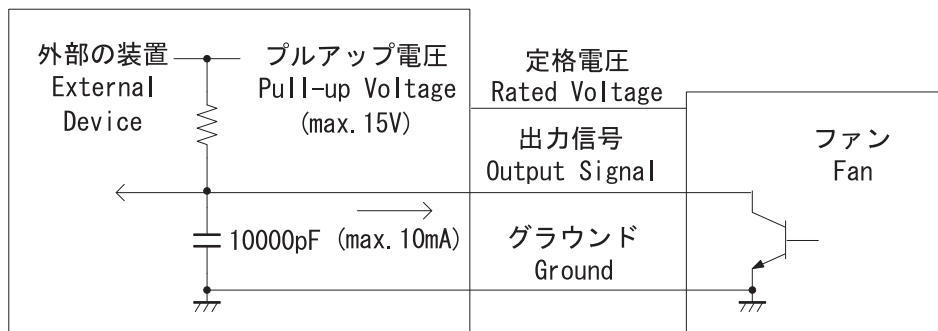 外部の装置
External
Device
プルアップ電圧
Pull-up Voltage
(max. 15V)
定格電圧
Rated Voltage
出力信号
Output Signal
ファン
Fan
10000pF (max. 10mA)
グラウンド
Ground